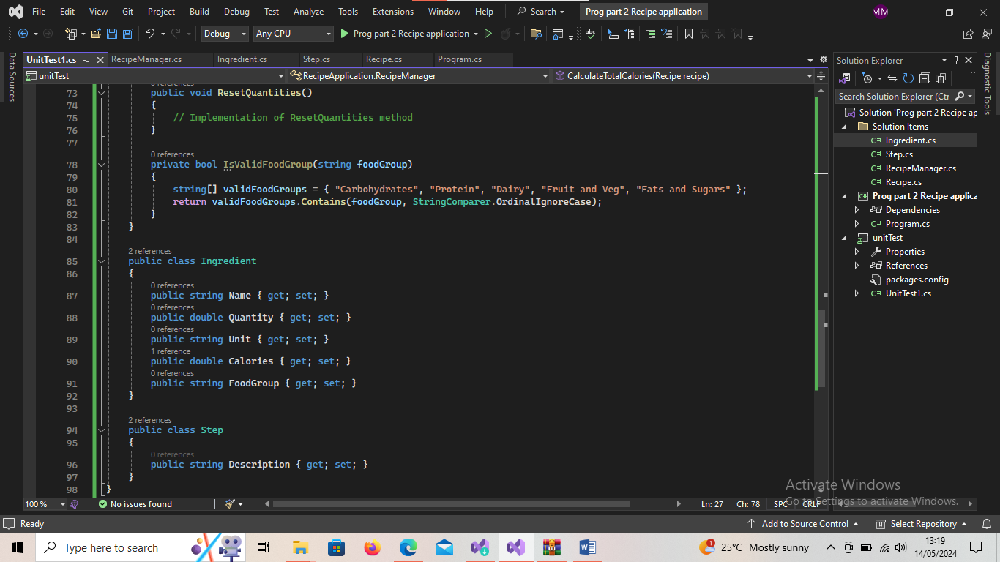 File Edit View Git Project Build Debug Test Analyze Tools Extensions Window Help Search Prog part 2 Recipe application MM
Debug Any CPU Prog part 2 Recipe application
Data Sources
UnitTest1.cs RecipeManager.cs Ingredient.cs Step.cs Recipe.cs Program.cs
unitTest RecipeApplication.RecipeManager CalculateTotalCalories(Recipe recipe)
73 public void ResetQuantities()
74 {
75 // Implementation of ResetQuantities method
76 }
77
0 references
78 private bool IsValidFoodGroup(string foodGroup)
79 {
80 string[] validFoodGroups = { "Carbohydrates", "Protein", "Dairy", "Fruit and Veg", "Fats and Sugars" };
81 return validFoodGroups.Contains(foodGroup, StringComparer.OrdinalIgnoreCase);
82 }
83 }
84
2 references
85 public class Ingredient
86 {
0 references
87 public string Name { get; set; }
0 references
88 public double Quantity { get; set; }
0 references
89 public string Unit { get; set; }
1 reference
90 public double Calories { get; set; }
0 references
91 public string FoodGroup { get; set; }
92 }
93
2 references
94 public class Step
95 {
0 references
96 public string Description { get; set; }
97 }
98 }
100 % No issues found Ln: 27 Ch: 78 SPC CRLF
Solution Explorer
Search Solution Explorer (Ctr
Solution 'Prog part 2 Recipe ap
Solution Items
C# Ingredient.cs
C# Step.cs
C# RecipeManager.cs
C# Recipe.cs
C# Prog part 2 Recipe applica
Dependencies
C# Program.cs
unitTest
Properties
References
packages.config
C# UnitTest1.cs
Diagnostic Tools
Activate Windows
Go to Settings to activate Windows.
Ready Add to Source Control Select Repository
Type here to search 1 25°C Mostly sunny 13:19
14/05/2024